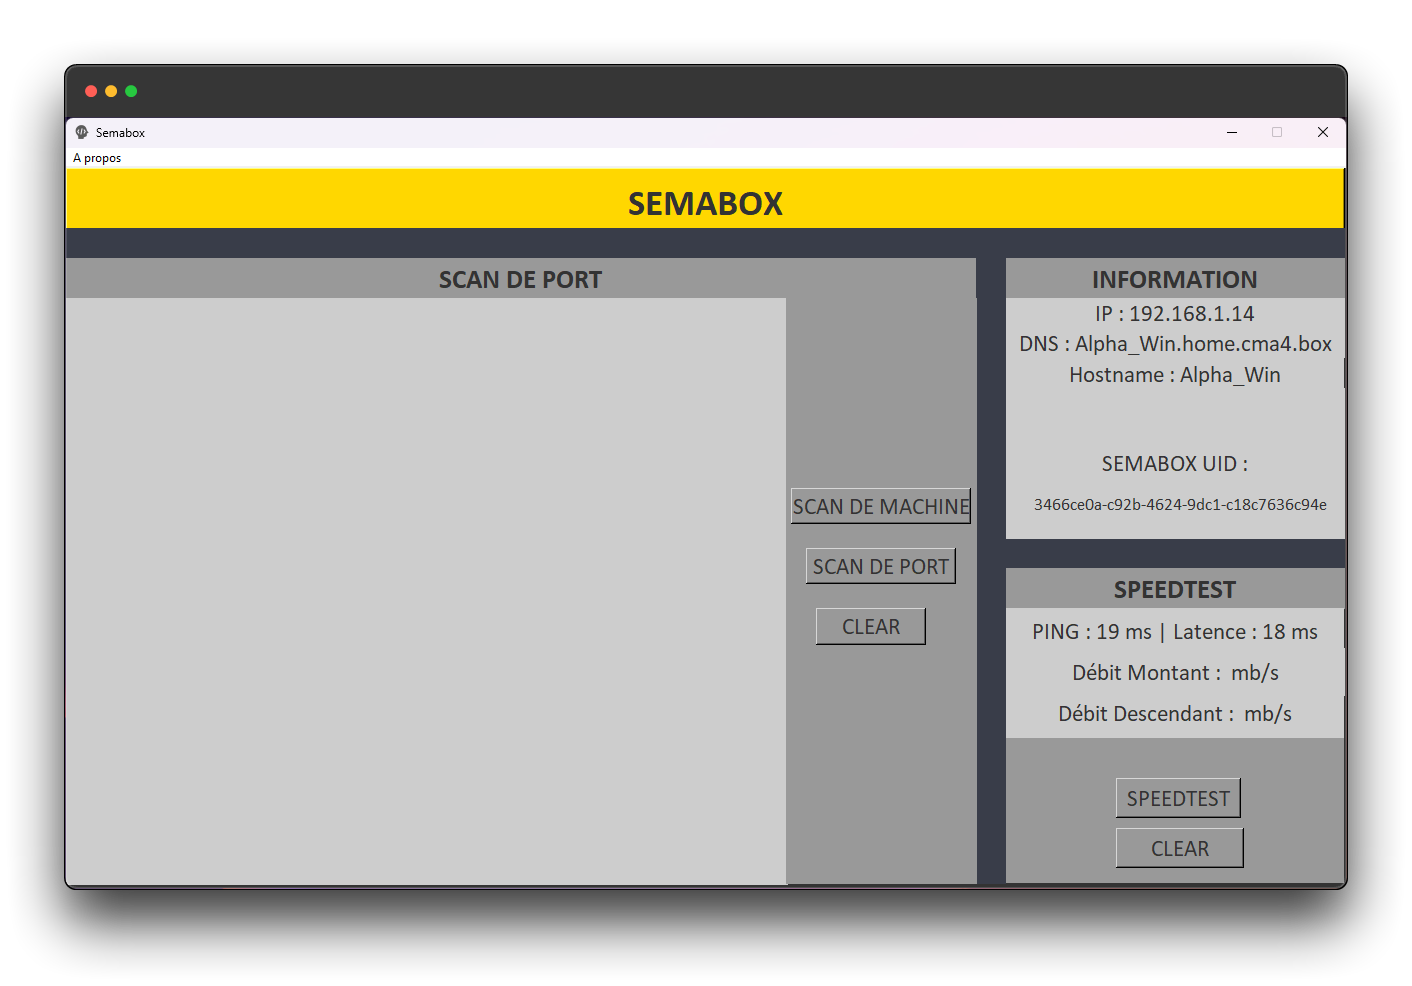 Semabox
A propos
SEMABOX
SCAN DE PORT
SCAN DE MACHINE
SCAN DE PORT
CLEAR
INFORMATION
IP : 192.168.1.14
DNS : Alpha_Win.home.cma4.box
Hostname : Alpha_Win
SEMABOX UID :
3466ce0a-c92b-4624-9dc1-c18c7636c94e
SPEEDTEST
PING : 19 ms | Latence : 18 ms
Débit Montant :  mb/s
Débit Descendant :  mb/s
SPEEDTEST
CLEAR